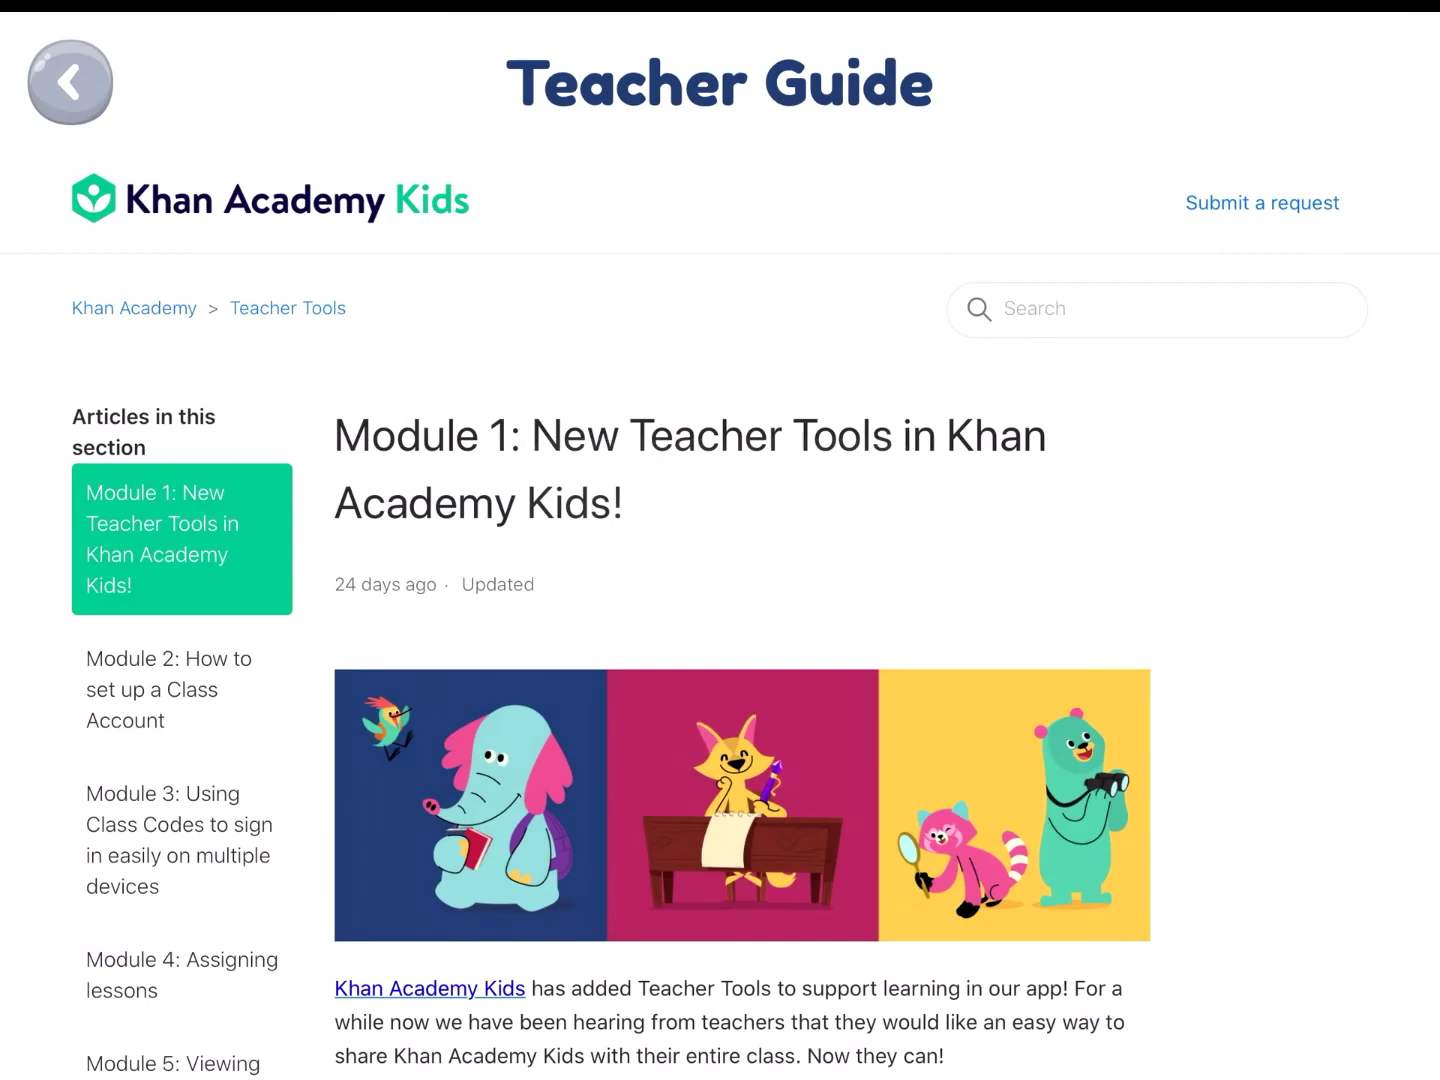 Teacher Guide
Khan Academy Kids
Submit a request
Khan Academy > Teacher Tools
Search
Articles in this
section
Module 1: New
Teacher Tools in
Khan Academy
Kids!
Module 2: How to
set up a Class
Account
Module 3: Using
Class Codes to sign
in easily on multiple
devices
Module 4: Assigning
lessons
Module 5: Viewing
Module 1: New Teacher Tools in Khan
Academy Kids!
24 days ago · Updated
Khan Academy Kids has added Teacher Tools to support learning in our app! For a
while now we have been hearing from teachers that they would like an easy way to
share Khan Academy Kids with their entire class. Now they can!